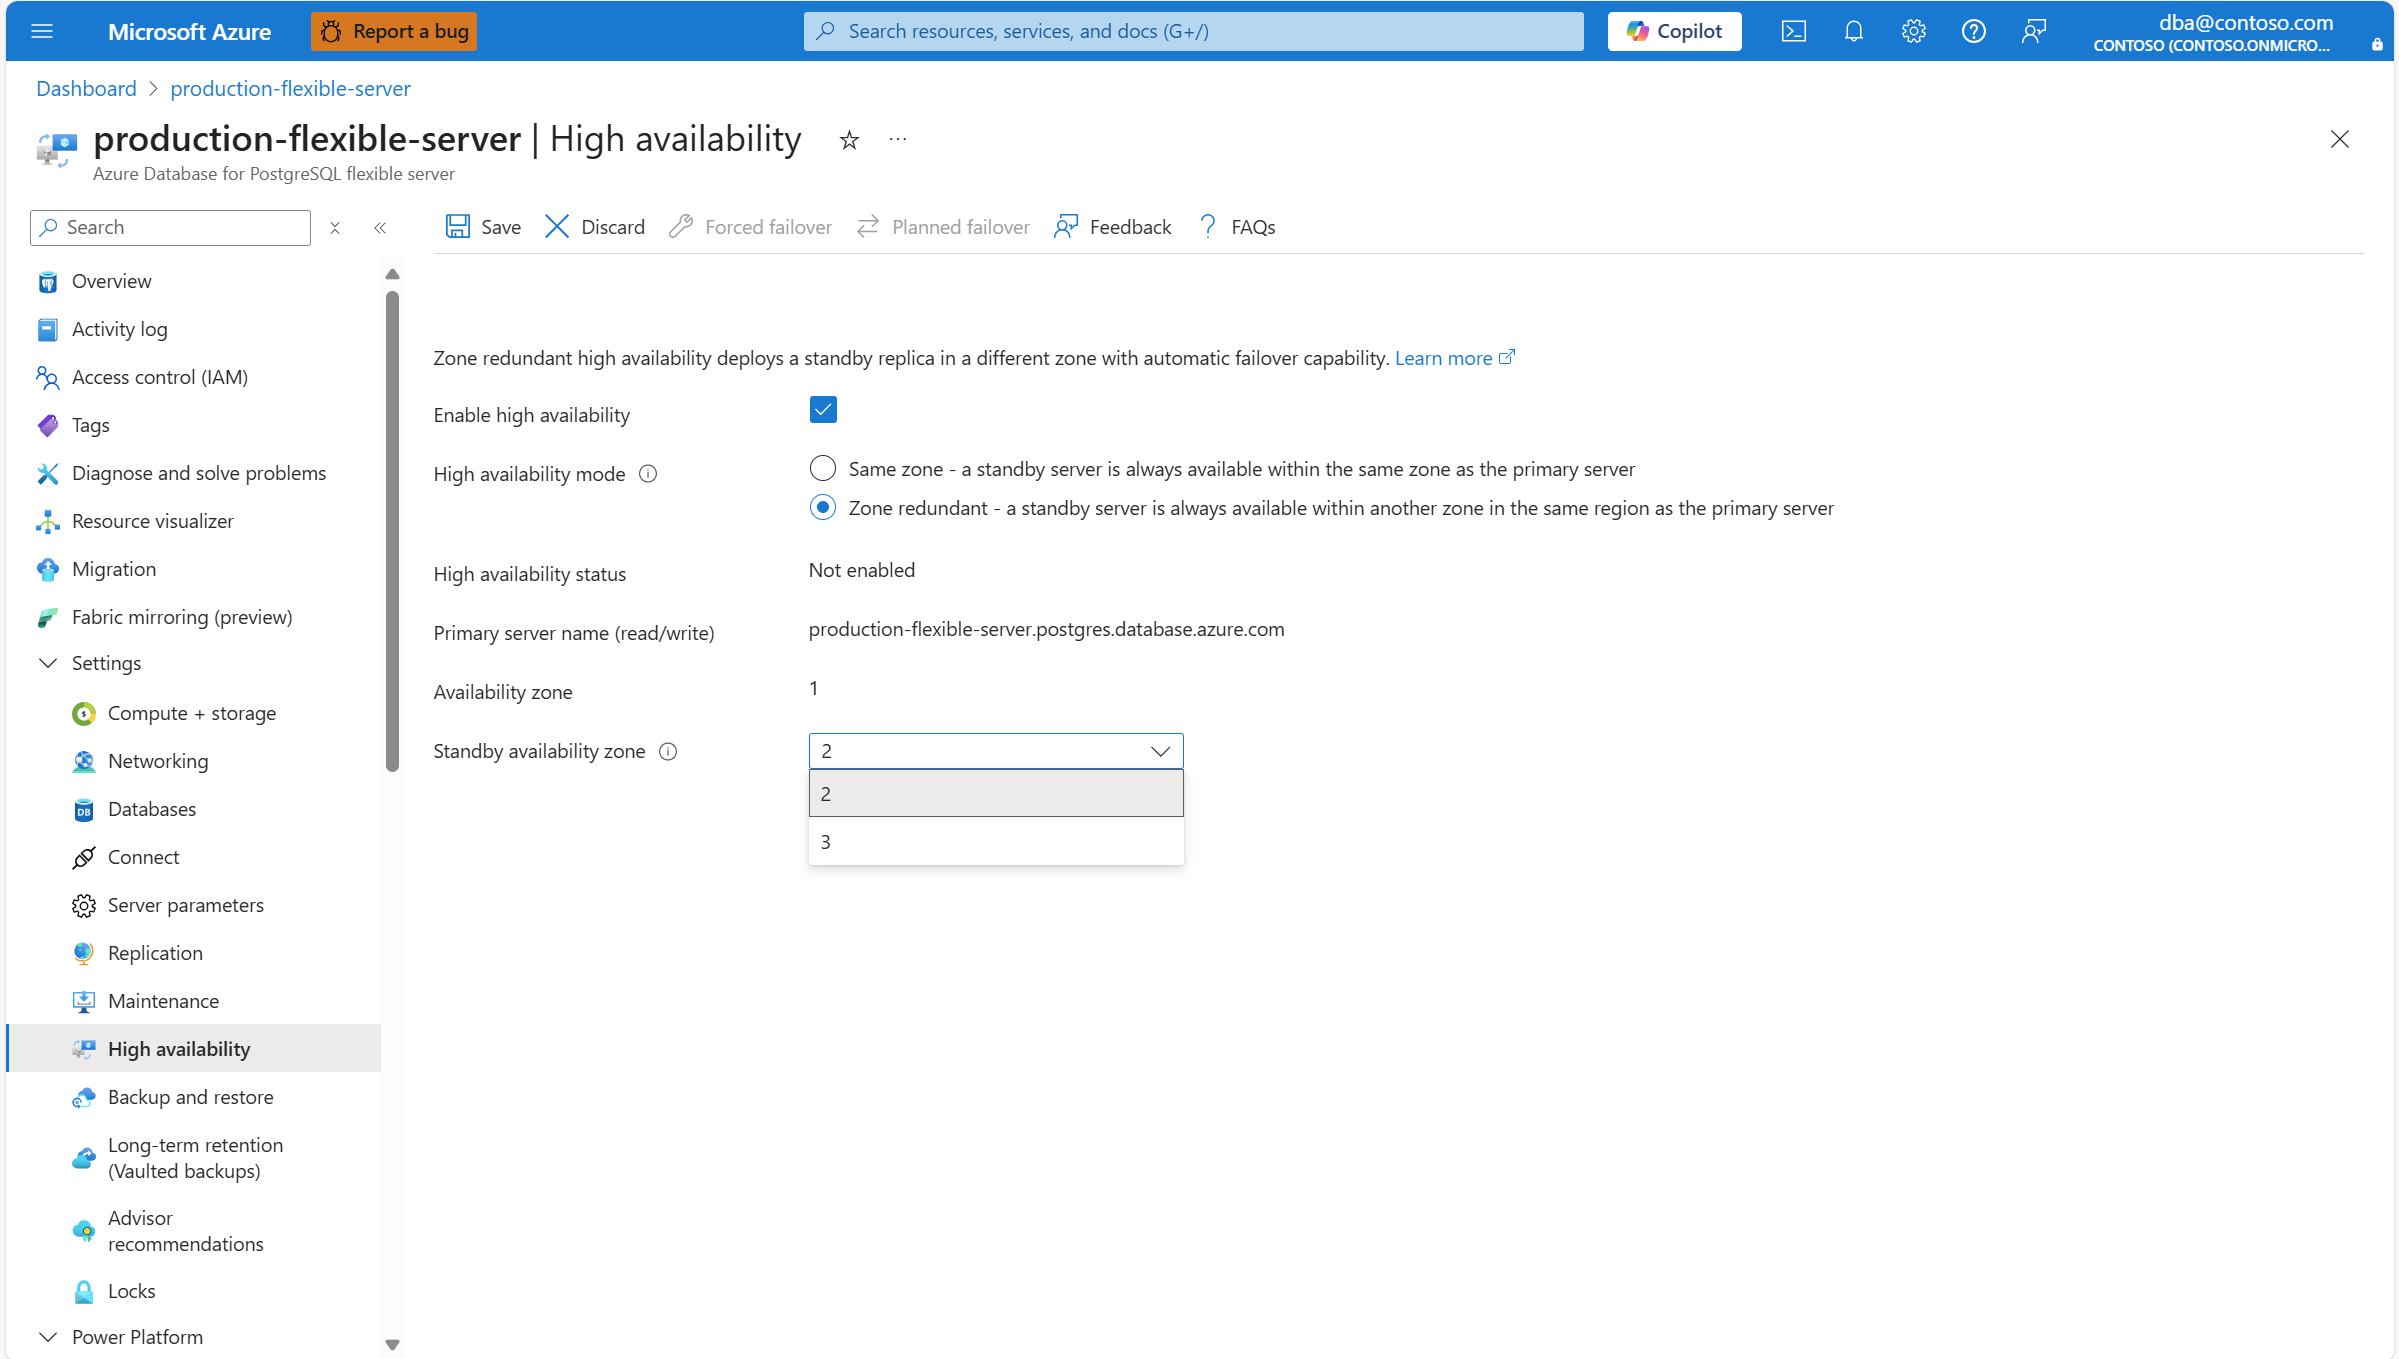 Microsoft Azure
Report a bug
Search resources, services, and docs (G+/)
Copilot
dba@contoso.com
CONTOSO (CONTOSO.ONMICRO...
Dashboard > production-flexible-server
production-flexible-server | High availability
Azure Database for PostgreSQL flexible server
Search
Save
Discard
Forced failover
Planned failover
Feedback
FAQs
Overview
Activity log
Access control (IAM)
Tags
Diagnose and solve problems
Resource visualizer
Migration
Fabric mirroring (preview)
Settings
Compute + storage
Networking
Databases
Connect
Server parameters
Replication
Maintenance
High availability
Backup and restore
Long-term retention
(Vaulted backups)
Advisor
recommendations
Locks
Power Platform
Zone redundant high availability deploys a standby replica in a different zone with automatic failover capability. Learn more
Enable high availability
High availability mode
Same zone - a standby server is always available within the same zone as the primary server
Zone redundant - a standby server is always available within another zone in the same region as the primary server
High availability status
Not enabled
Primary server name (read/write)
production-flexible-server.postgres.database.azure.com
Availability zone
1
Standby availability zone
2
2
3